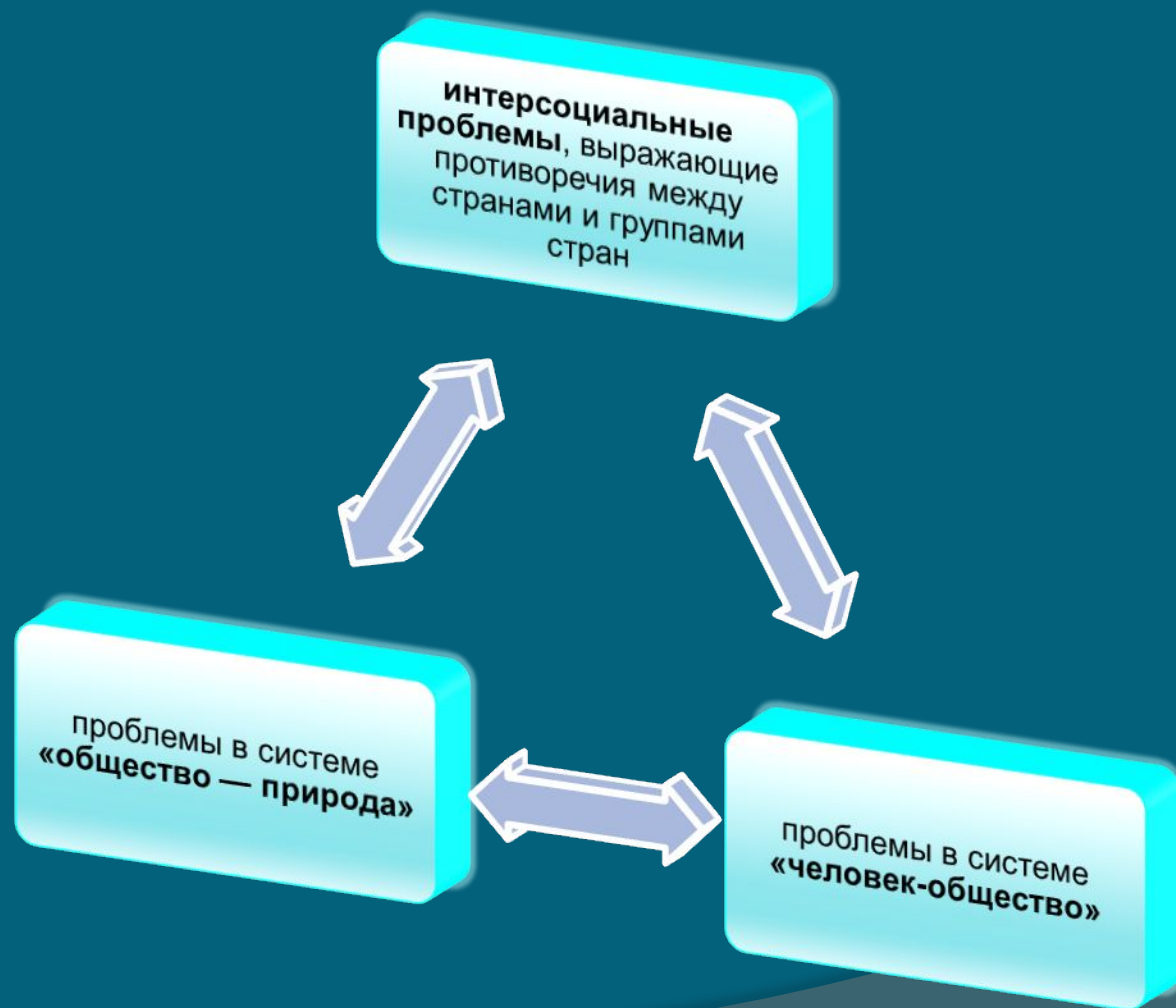 интерсоциальные
проблемы, выражающие
противоречия между
странами и группами
стран
проблемы в системе
«общество — природа»
проблемы в системе
«человек-общество»